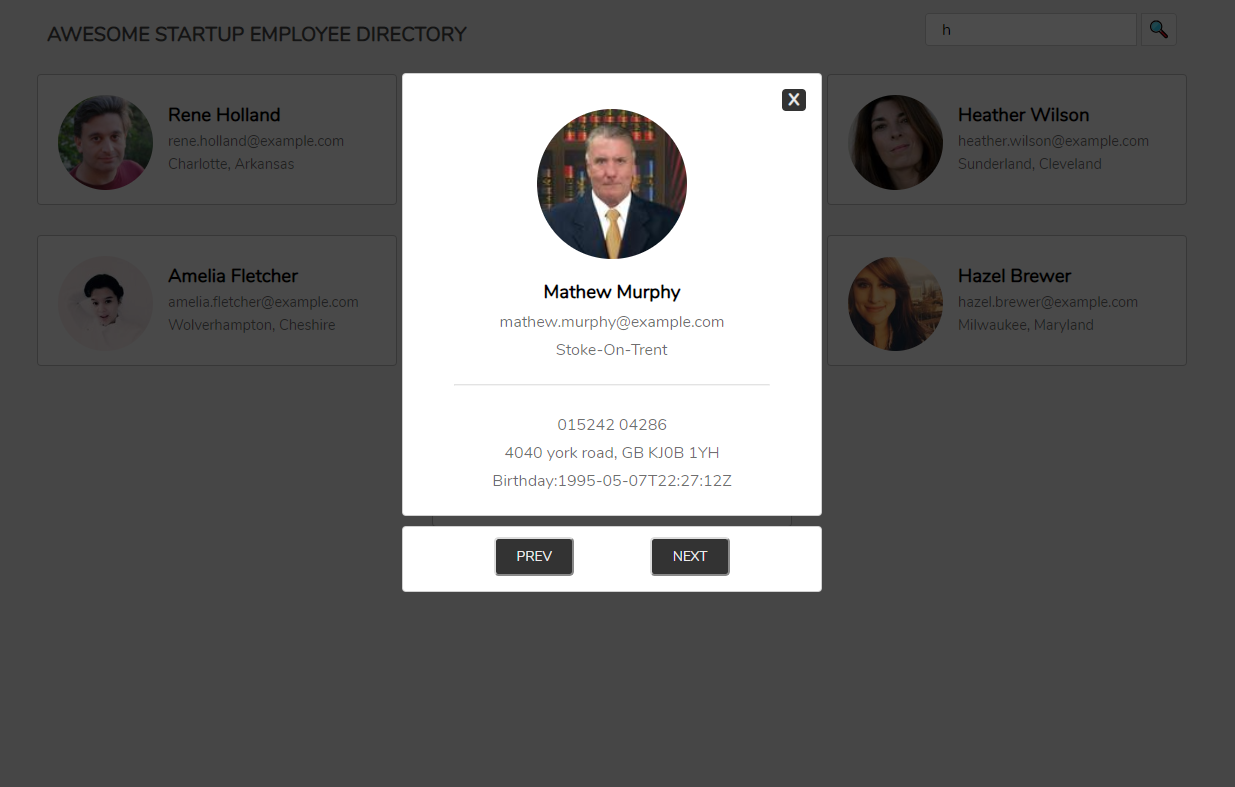 AWESOME STARTUP EMPLOYEE DIRECTORY
h
Rene Holland
rene.holland@example.com
Charlotte, Arkansas
X
Mathew Murphy
mathew.murphy@example.com
Stoke-On-Trent
015242 04286
4040 york road, GB KJ0B 1YH
Birthday:1995-05-07T22:27:12Z
PREV
NEXT
Heather Wilson
heather.wilson@example.com
Sunderland, Cleveland
Amelia Fletcher
amelia.fletcher@example.com
Wolverhampton, Cheshire
Hazel Brewer
hazel.brewer@example.com
Milwaukee, Maryland